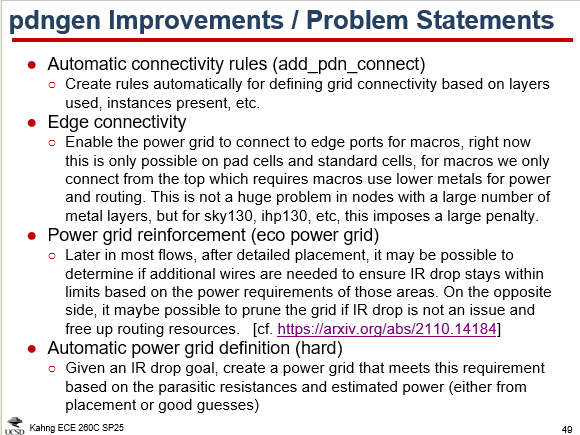 pdngen Improvements / Problem Statements
● Automatic connectivity rules (add_pdn_connect)
○ Create rules automatically for defining grid connectivity based on layers
used, instances present, etc.
● Edge connectivity
○ Enable the power grid to connect to edge ports for macros, right now
this is only possible on pad cells and standard cells, for macros we only
connect from the top which requires macros use lower metals for power
and routing. This is not a huge problem in nodes with a large number of
metal layers, but for sky130, ihp130, etc, this imposes a large penalty.
● Power grid reinforcement (eco power grid)
○ Later in most flows, after detailed placement, it may be possible to
determine if additional wires are needed to ensure IR drop stays within
limits based on the power requirements of those areas. On the opposite
side, it maybe possible to prune the grid if IR drop is not an issue and
free up routing resources. [cf. https://arxiv.org/abs/2110.14184]
● Automatic power grid definition (hard)
○ Given an IR drop goal, create a power grid that meets this requirement
based on the parasitic resistances and estimated power (either from
placement or good guesses)
UCSD Kahng ECE 260C SP25
49